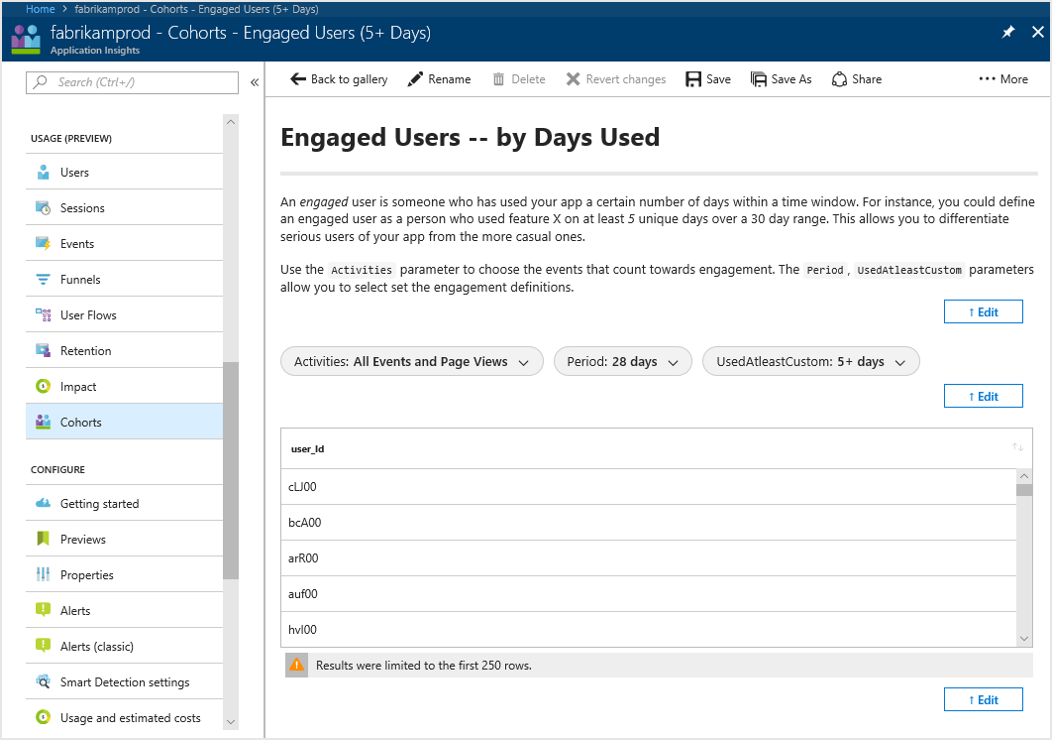 Home > fabrikamprod - Cohorts - Engaged Users (5+ Days)
fabrikamprod - Cohorts - Engaged Users (5+ Days)
Application Insights
Search (Ctrl+/)
«
USAGE (PREVIEW)
Users
Sessions
Events
Funnels
User Flows
Retention
Impact
Cohorts
CONFIGURE
Getting started
Previews
Properties
Alerts
Alerts (classic)
Smart Detection settings
Usage and estimated costs
Back to gallery Rename Delete Revert changes Save Save As Share ··· More
Engaged Users -- by Days Used
An engaged user is someone who has used your app a certain number of days within a time window. For instance, you could define
an engaged user as a person who used feature X on at least 5 unique days over a 30 day range. This allows you to differentiate
serious users of your app from the more casual ones.
Use the Activities parameter to choose the events that count towards engagement. The Period, UsedAtleastCustom parameters
allow you to select set the engagement definitions.
↑ Edit
Activities: All Events and Page Views Period: 28 days UsedAtleastCustom: 5+ days
↑ Edit
user_Id
cLJ00
bcA00
arR00
auf00
hvI00
Results were limited to the first 250 rows.
↑ Edit